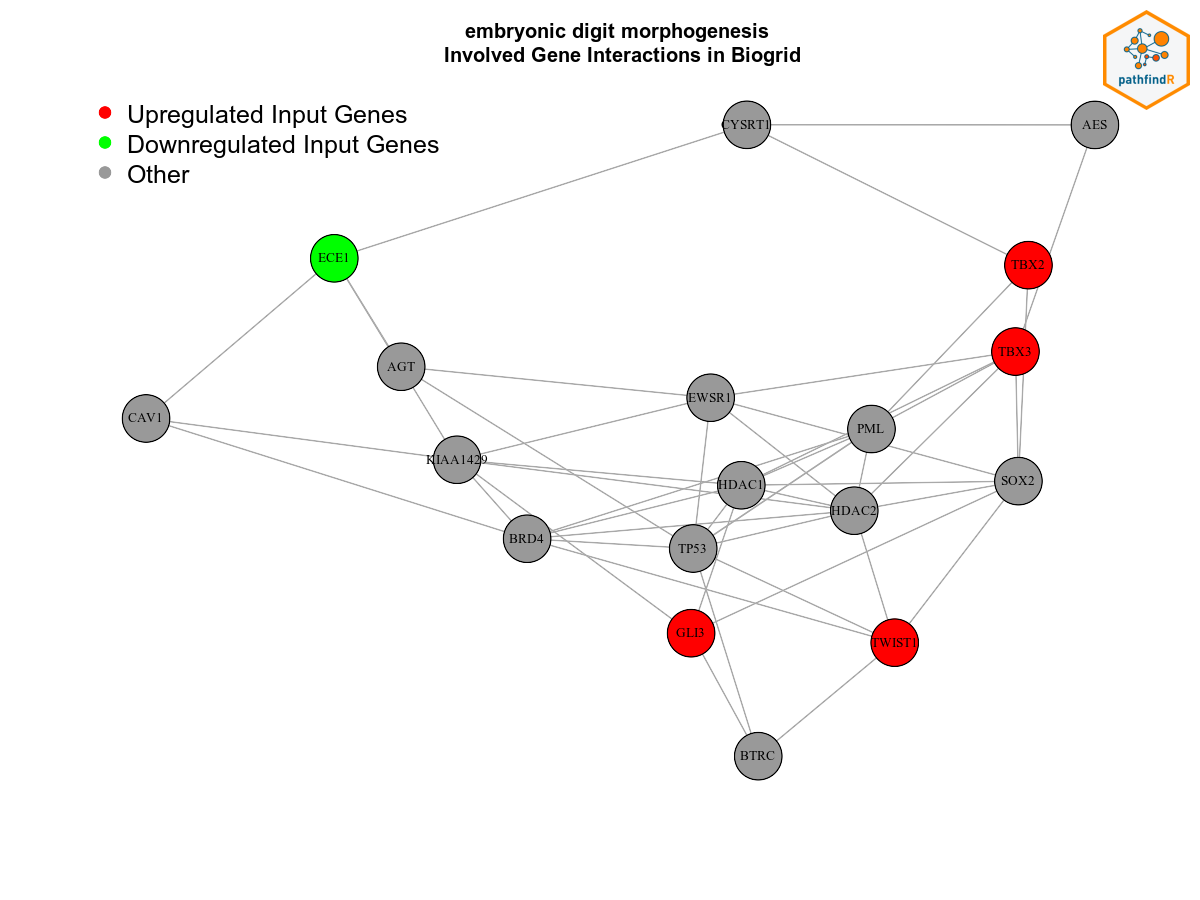 embryonic digit morphogenesis
Involved Gene Interactions in Biogrid
pathfindR
Upregulated Input Genes
Downregulated Input Genes
Other
CYSRT1
AES
ECE1
TBX2
TBX3
AGT
EWSR1
CAV1
PML
KIAA1429
HDAC1
SOX2
HDAC2
BRD4
TP53
GLI3
TWIST1
BTRC